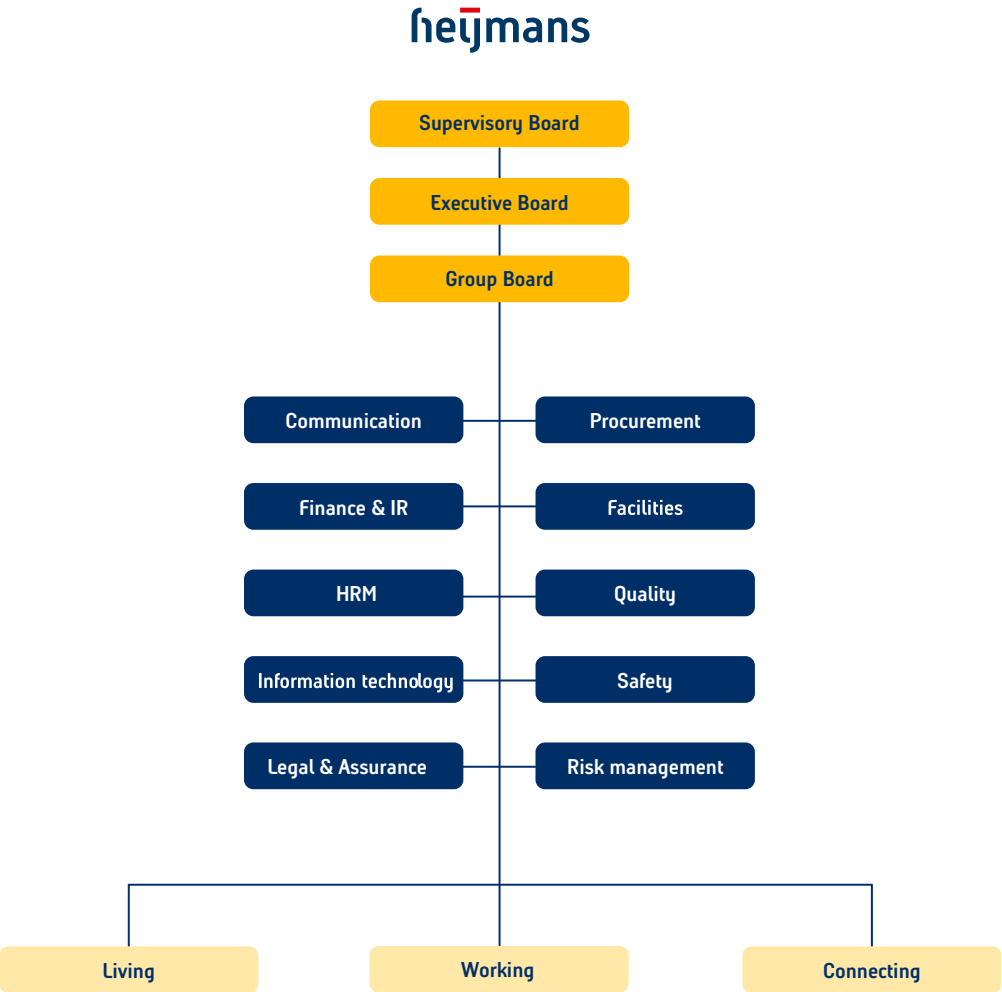 heijmans
Supervisory Board
Executive Board
Group Board
Communication
Procurement
Finance & IR
Facilities
HRM
Quality
Information technology
Safety
Legal & Assurance
Risk management
Living
Working
Connecting